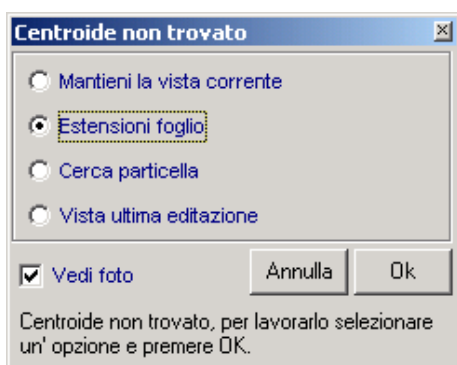 Centroide non trovato
Mantieni la vista corrente
Estensioni foglio
Cerca particella
Vista ultima editazione
Vedi foto
Annulla
Ok
Centroide non trovato, per lavorarlo selezionare
un' opzione e premere OK.